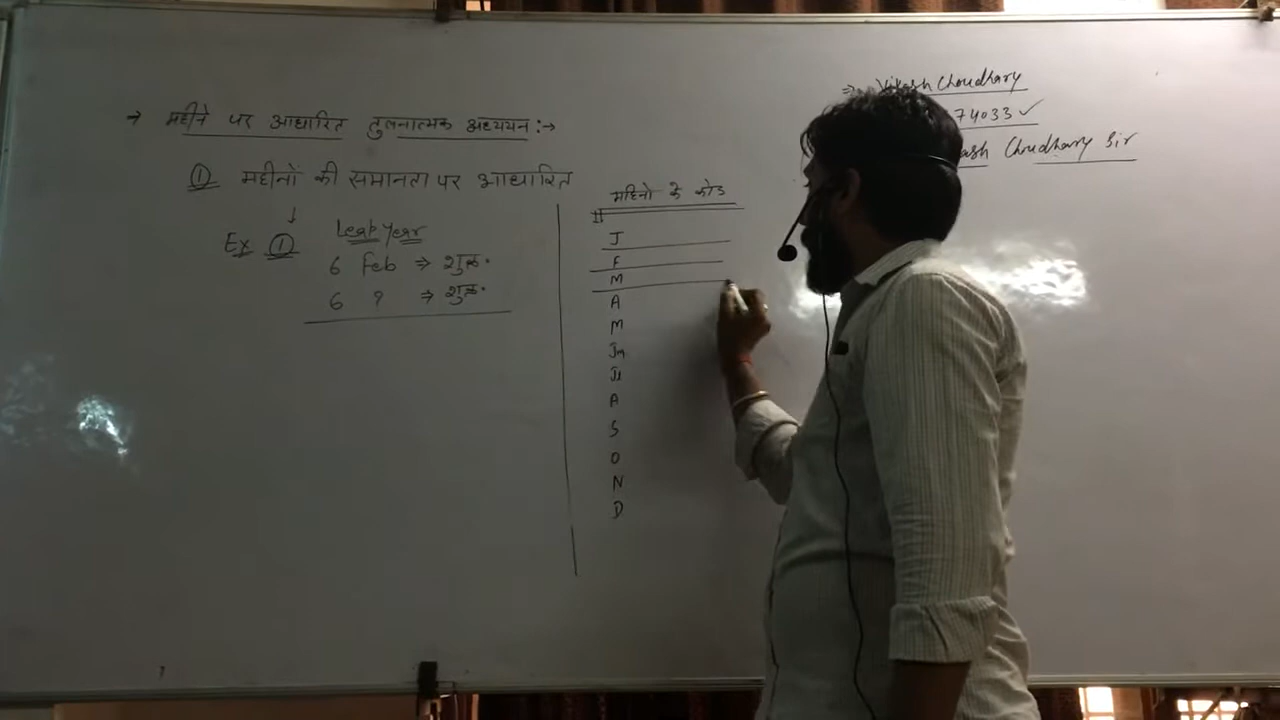 → महीने पर आधारित तुलनात्मक अध्ययन :→
① महीनों की समानता पर आधारित
↓
Ex ① Leap Year
6 Feb ⇒ शुक्र.
6 ? ⇒ शुक्र.
महिनो के कोड
J
F
M
A
M
Jn
Jl
A
S
O
N
D
⇒ Vikash Choudhary
74033 ✓
ash Choudhary Sir